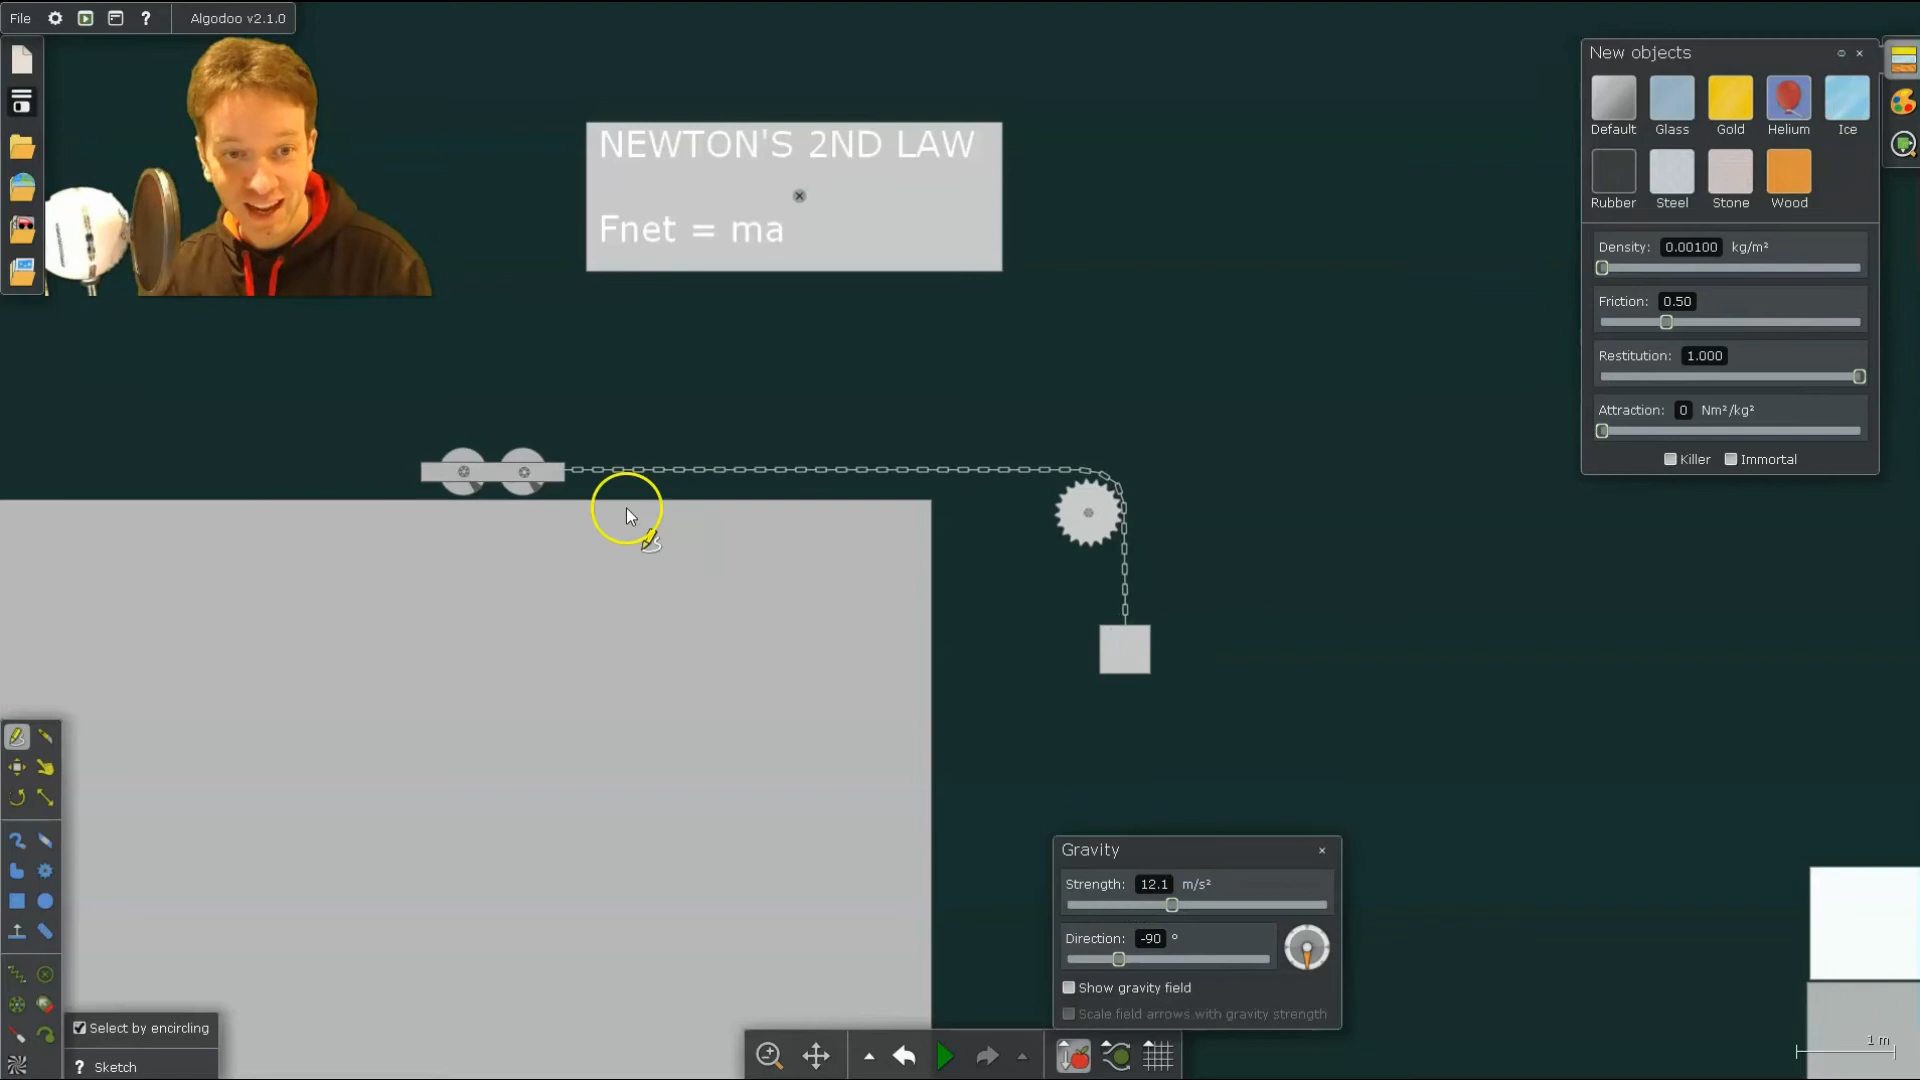 File
Algodoo v2.1.0
NEWTON'S 2ND LAW
Fnet = ma
New objects
Default Glass Gold Helium Ice
Rubber Steel Stone Wood
Density: 0.00100 kg/m²
Friction: 0.50
Restitution: 1.000
Attraction: 0 Nm²/kg²
Killer Immortal
Gravity
Strength: 12.1 m/s²
Direction: -90 °
Show gravity field
Scale field arrows with gravity strength
Select by encircling
? Sketch
1 m